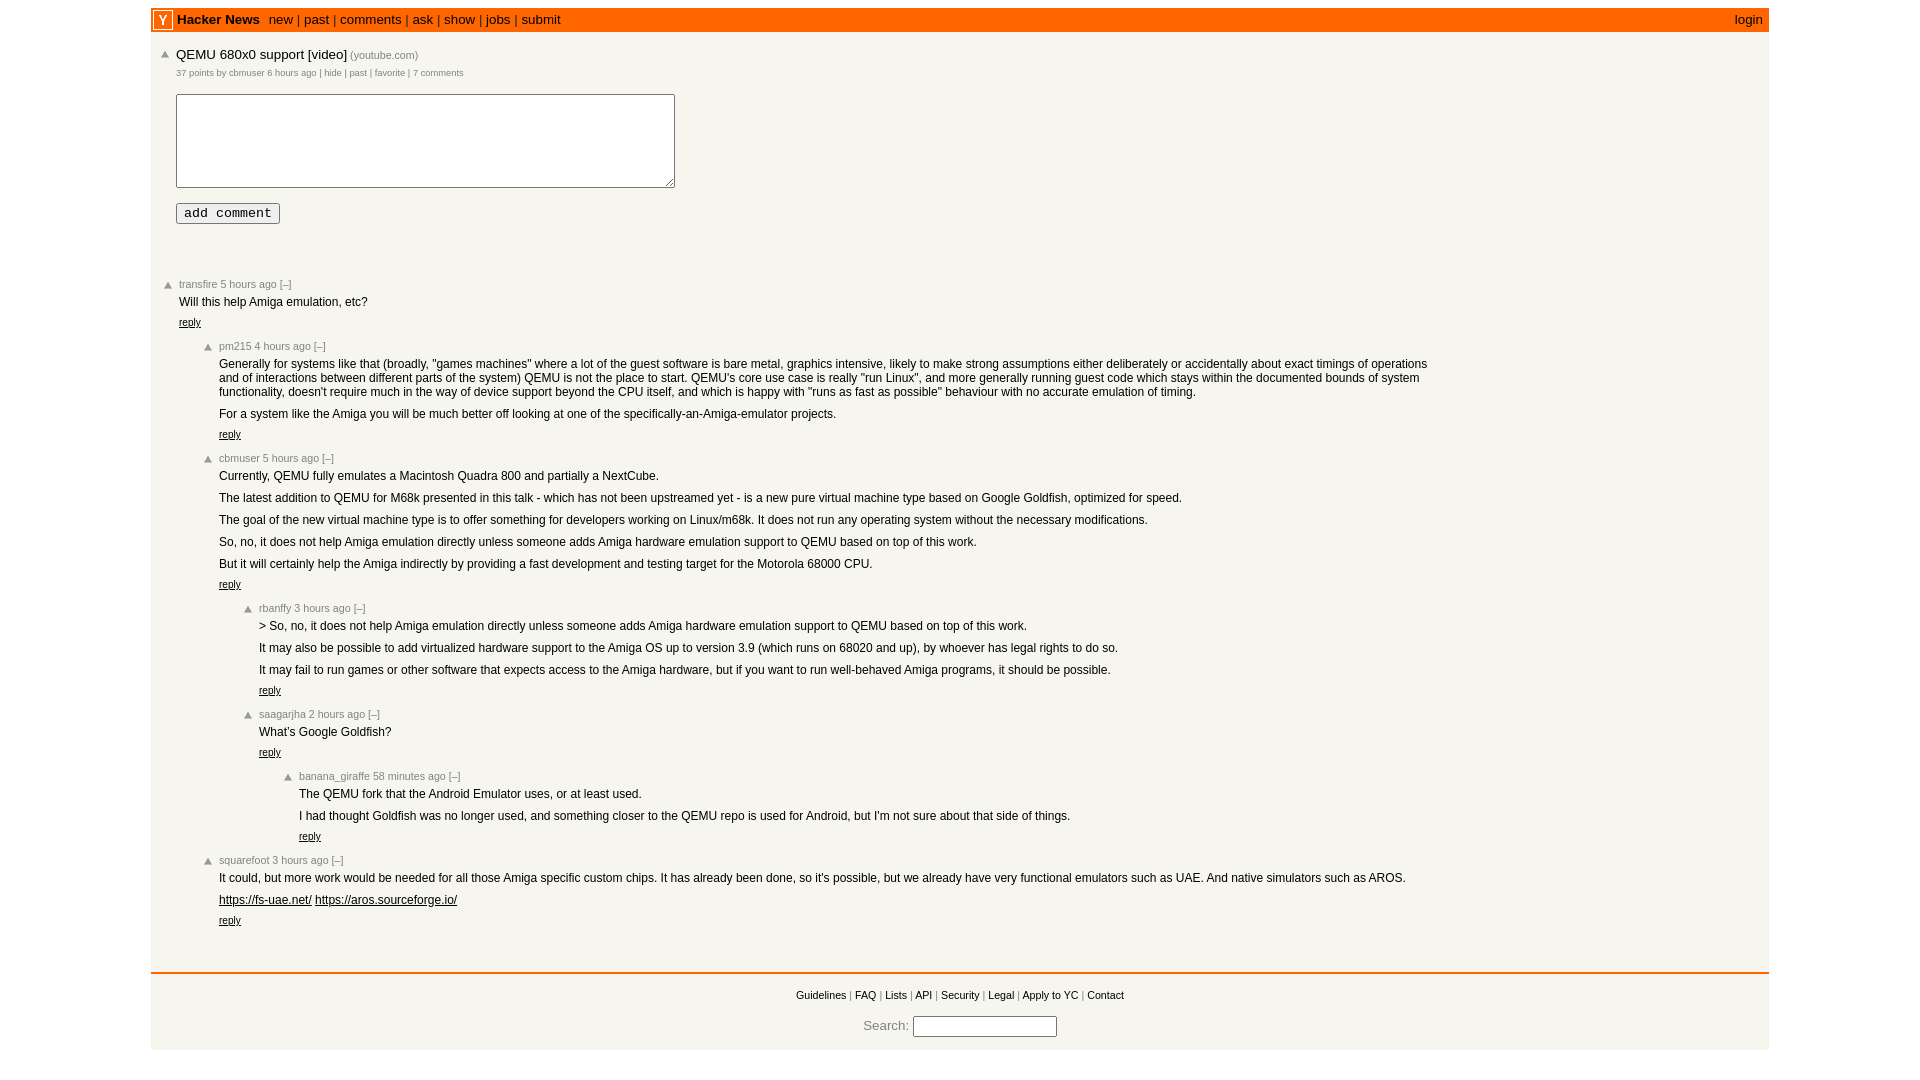 Y Hacker News new | past | comments | ask | show | jobs | submit login
QEMU 680x0 support [video] (youtube.com)
37 points by cbmuser 6 hours ago | hide | past | favorite | 7 comments
add comment
transfire 5 hours ago [–]
Will this help Amiga emulation, etc?
reply
pm215 4 hours ago [–]
Generally for systems like that (broadly, "games machines" where a lot of the guest software is bare metal, graphics intensive, likely to make strong assumptions either deliberately or accidentally about exact timings of operations
and of interactions between different parts of the system) QEMU is not the place to start. QEMU's core use case is really "run Linux", and more generally running guest code which stays within the documented bounds of system
functionality, doesn't require much in the way of device support beyond the CPU itself, and which is happy with "runs as fast as possible" behaviour with no accurate emulation of timing.
For a system like the Amiga you will be much better off looking at one of the specifically-an-Amiga-emulator projects.
reply
cbmuser 5 hours ago [–]
Currently, QEMU fully emulates a Macintosh Quadra 800 and partially a NextCube.
The latest addition to QEMU for M68k presented in this talk - which has not been upstreamed yet - is a new pure virtual machine type based on Google Goldfish, optimized for speed.
The goal of the new virtual machine type is to offer something for developers working on Linux/m68k. It does not run any operating system without the necessary modifications.
So, no, it does not help Amiga emulation directly unless someone adds Amiga hardware emulation support to QEMU based on top of this work.
But it will certainly help the Amiga indirectly by providing a fast development and testing target for the Motorola 68000 CPU.
reply
rbanffy 3 hours ago [–]
> So, no, it does not help Amiga emulation directly unless someone adds Amiga hardware emulation support to QEMU based on top of this work.
It may also be possible to add virtualized hardware support to the Amiga OS up to version 3.9 (which runs on 68020 and up), by whoever has legal rights to do so.
It may fail to run games or other software that expects access to the Amiga hardware, but if you want to run well-behaved Amiga programs, it should be possible.
reply
saagarjha 2 hours ago [–]
What’s Google Goldfish?
reply
banana_giraffe 58 minutes ago [–]
The QEMU fork that the Android Emulator uses, or at least used.
I had thought Goldfish was no longer used, and something closer to the QEMU repo is used for Android, but I'm not sure about that side of things.
reply
squarefoot 3 hours ago [–]
It could, but more work would be needed for all those Amiga specific custom chips. It has already been done, so it's possible, but we already have very functional emulators such as UAE. And native simulators such as AROS.
https://fs-uae.net/ https://aros.sourceforge.io/
reply
Guidelines | FAQ | Lists | API | Security | Legal | Apply to YC | Contact
Search: